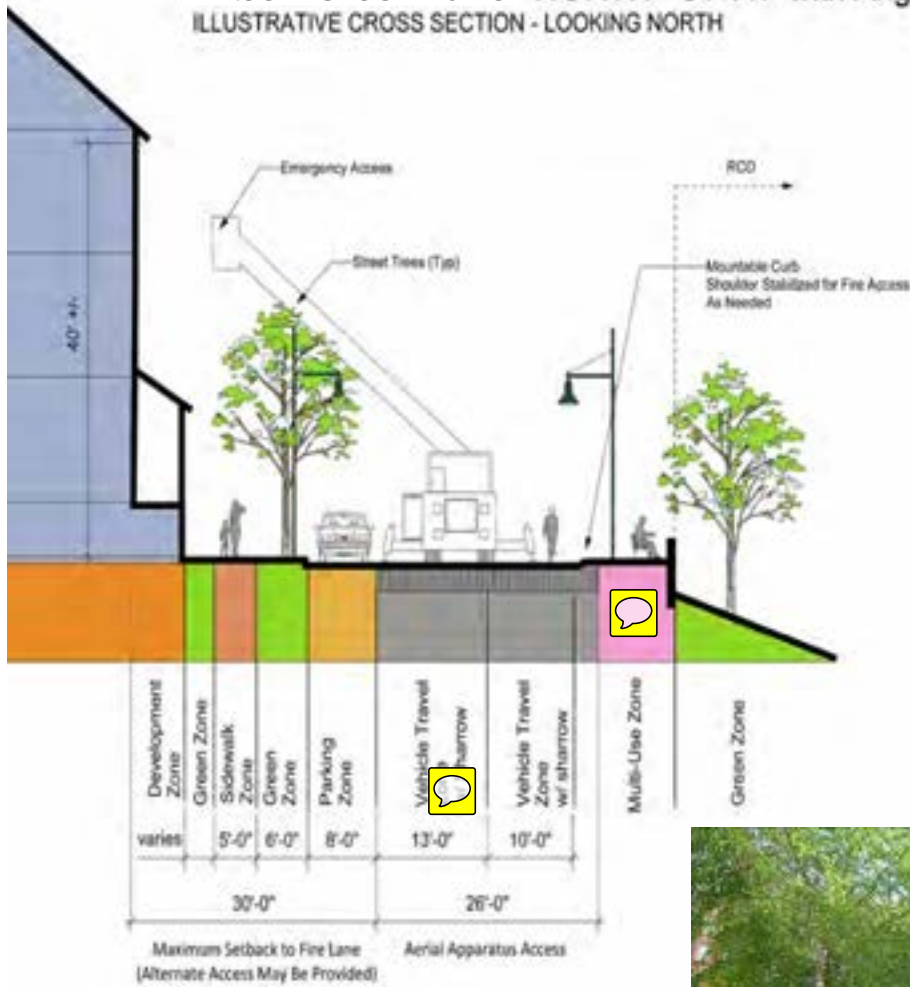 ILLUSTRATIVE CROSS SECTION - LOOKING NORTH
Emergency Access
RCD
Street Trees (Typ)
Mountable Curb
Shoulder Stabilized for Fire Access
As Needed
40' +/-
Development
Zone
Green Zone
Sidewalk
Zone
Green
Zone
Parking
Zone
Vehicle Travel
sharrow
Vehicle Travel
Zone
w/ sharrow
Multi-Use Zone
Green Zone
varies
5'-0"
6'-0"
8'-0"
13'-0"
10'-0"
30'-0"
26'-0"
Maximum Setback to Fire Lane
(Alternate Access May Be Provided)
Aerial Apparatus Access